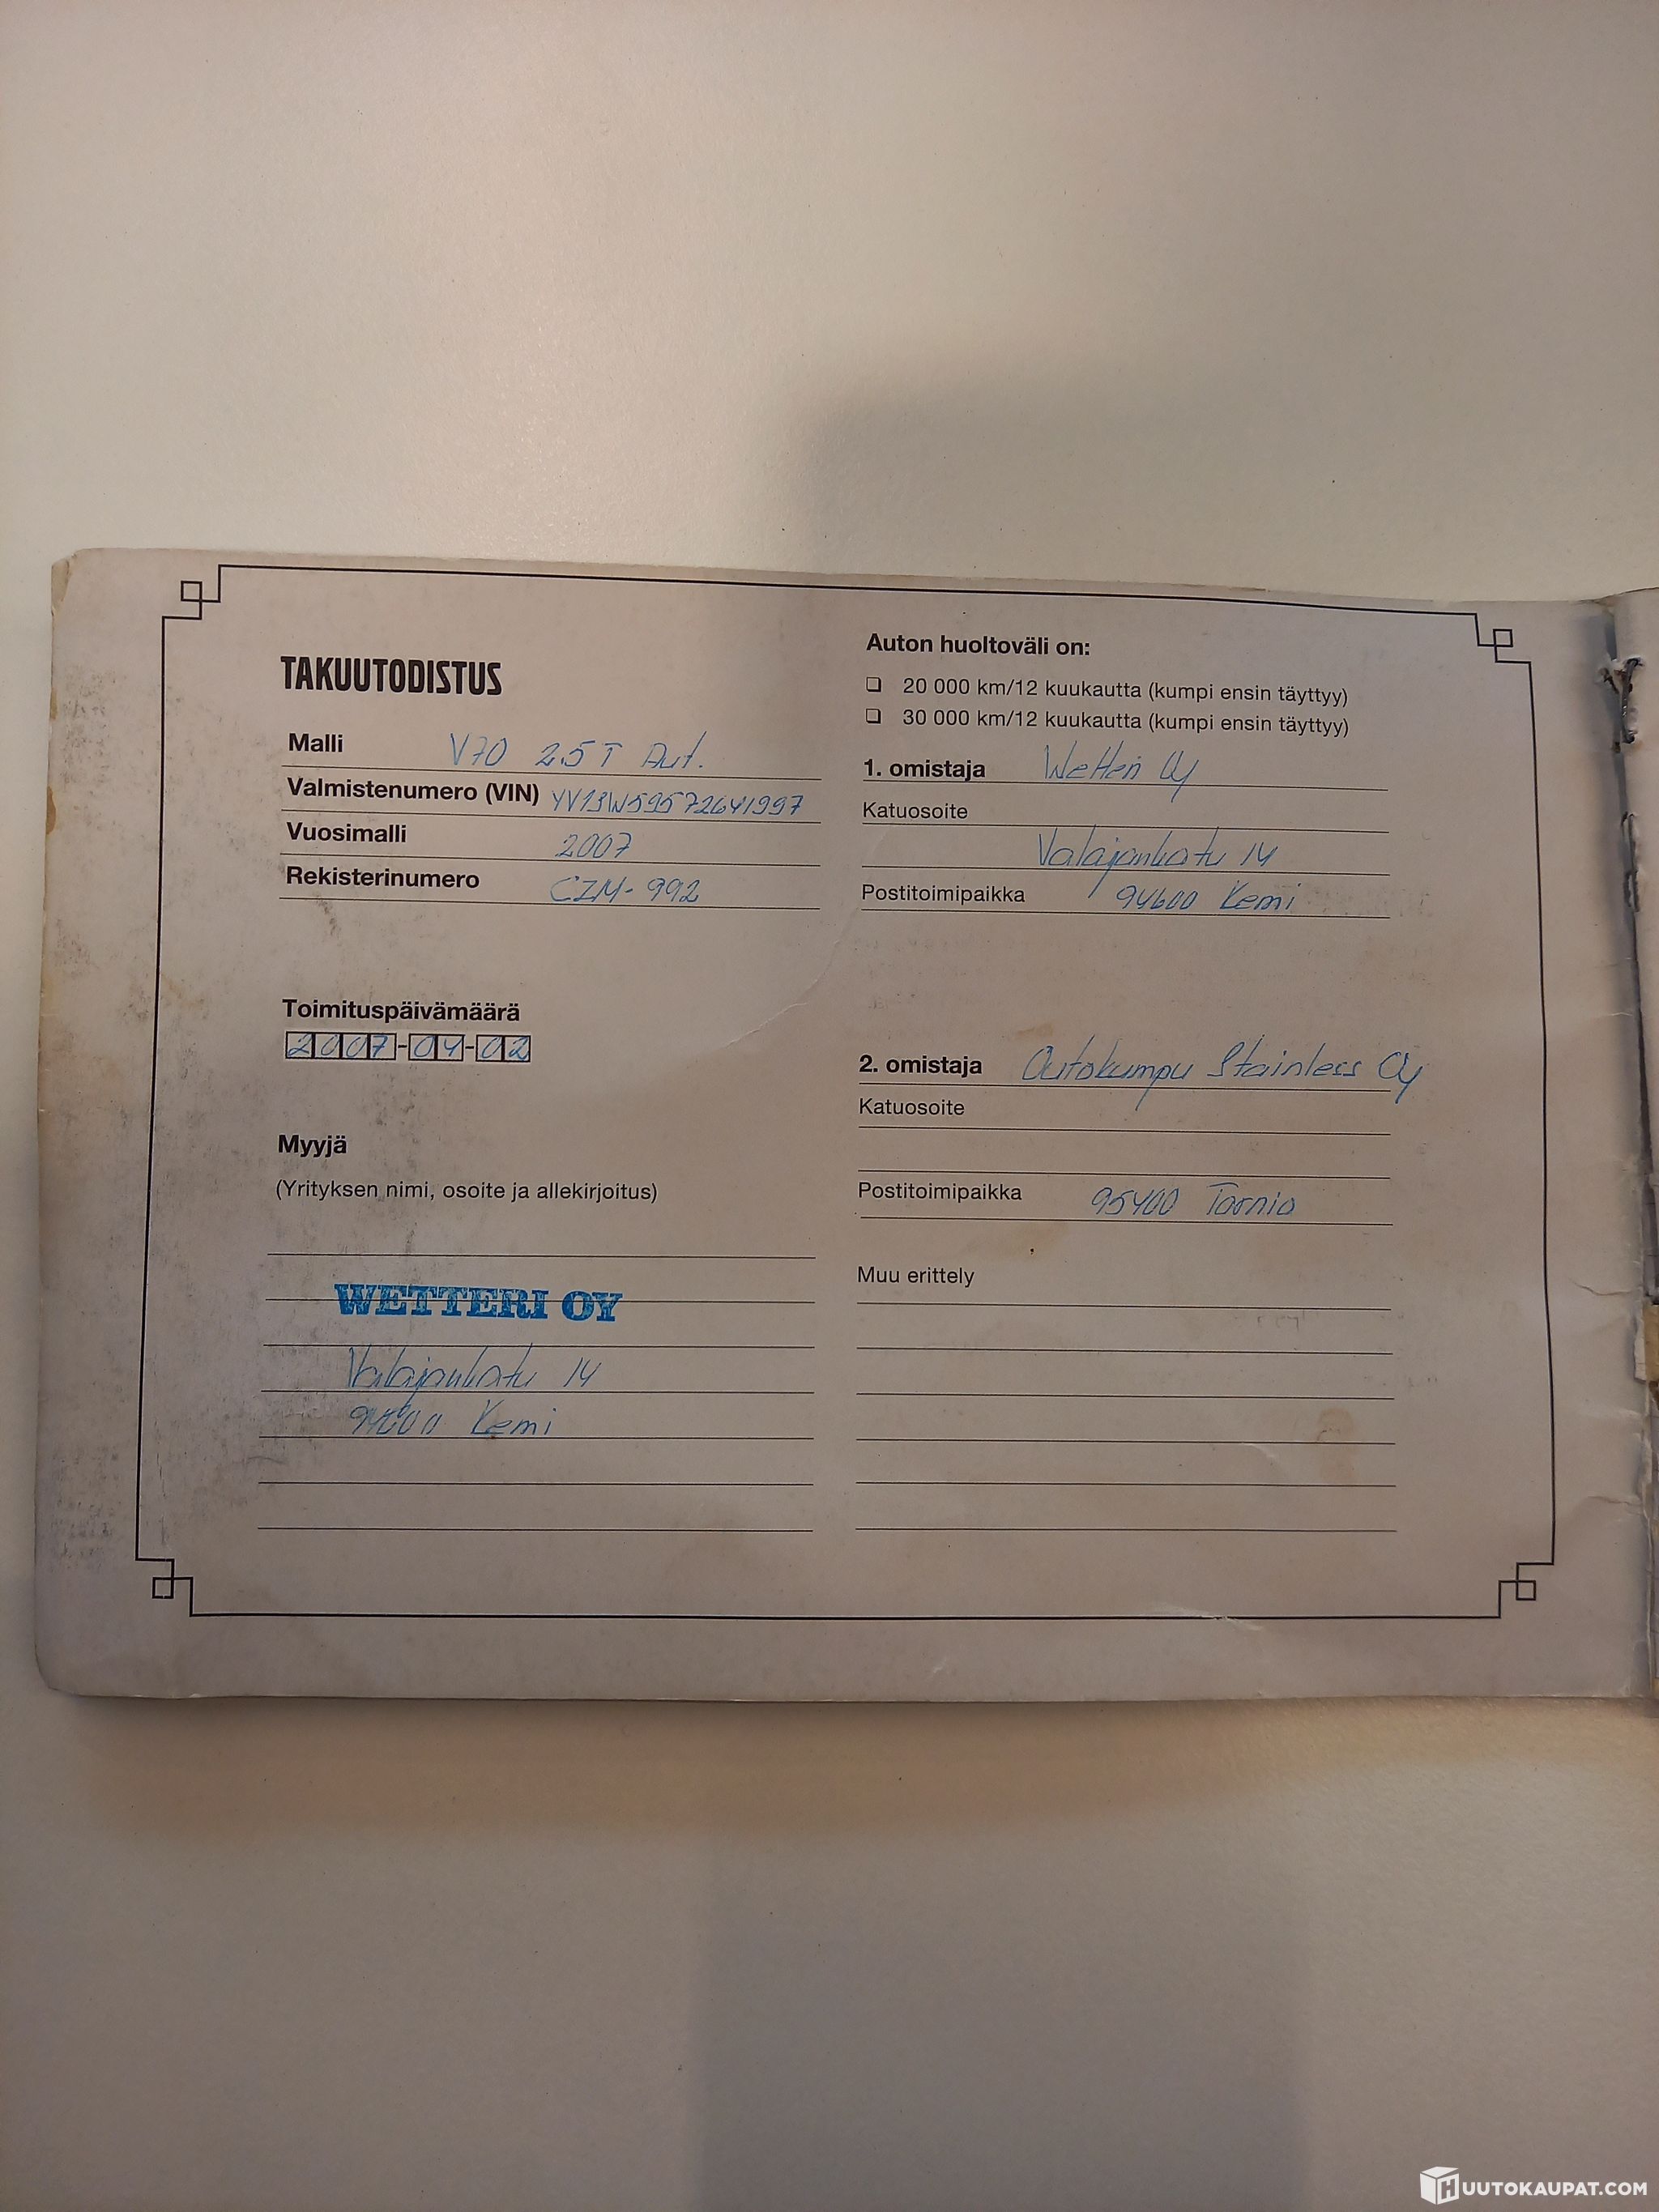 TAKUUTODISTUS
Malli V70 2.5 T Aut.
Valmistenumero (VIN) YV1SW59572641997
Vuosimalli 2007
Rekisterinumero CZM-992
Toimituspäivämäärä
2007-04-02
Myyjä
(Yrityksen nimi, osoite ja allekirjoitus)
WETTERI OY
Valajankatu 14
94600 Kemi
Auton huoltoväli on:
❏ 20 000 km/12 kuukautta (kumpi ensin täyttyy)
❏ 30 000 km/12 kuukautta (kumpi ensin täyttyy)
1. omistaja Wetteri Oy
Katuosoite
Valajankatu 14
Postitoimipaikka 94600 Kemi
2. omistaja Outokumpu Stainless Oy
Katuosoite
Postitoimipaikka 95400 Tornio
Muu erittely
HUUTOKAUPAT.COM